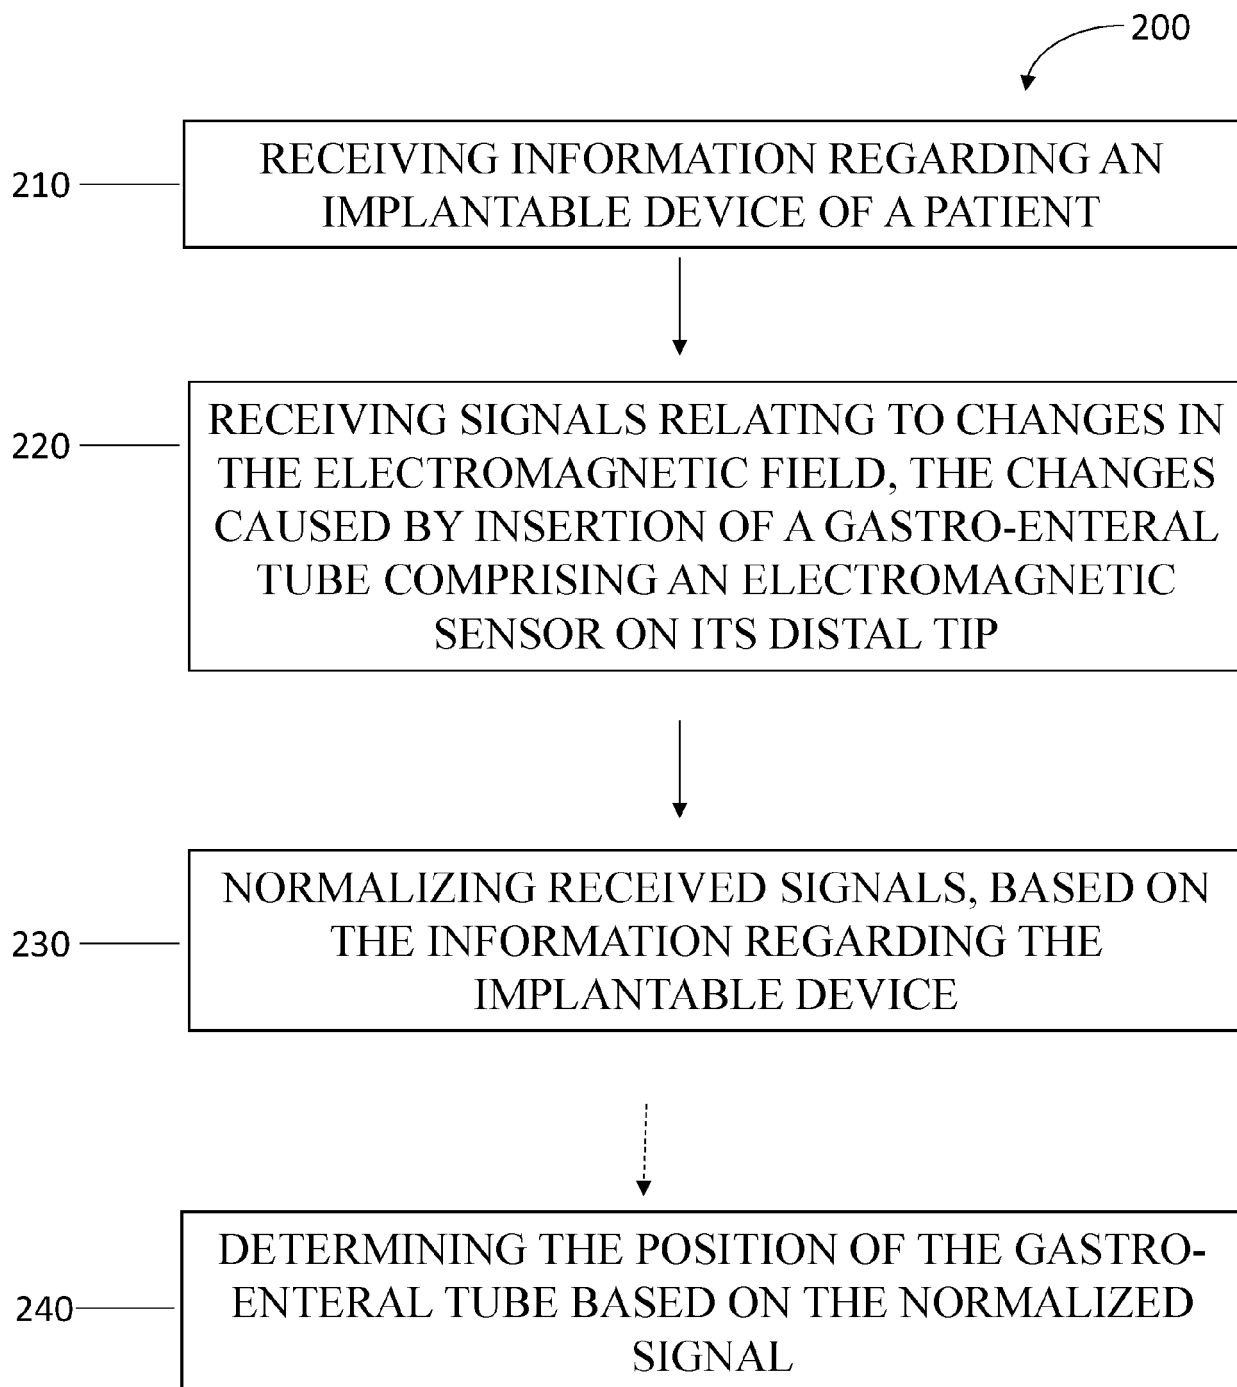 200
210
RECEIVING INFORMATION REGARDING AN
IMPLANTABLE DEVICE OF A PATIENT
220
RECEIVING SIGNALS RELATING TO CHANGES IN
THE ELECTROMAGNETIC FIELD, THE CHANGES
CAUSED BY INSERTION OF A GASTRO-ENTERAL
TUBE COMPRISING AN ELECTROMAGNETIC
SENSOR ON ITS DISTAL TIP
230
NORMALIZING RECEIVED SIGNALS, BASED ON
THE INFORMATION REGARDING THE
IMPLANTABLE DEVICE
240
DETERMINING THE POSITION OF THE GASTRO-
ENTERAL TUBE BASED ON THE NORMALIZED
SIGNAL